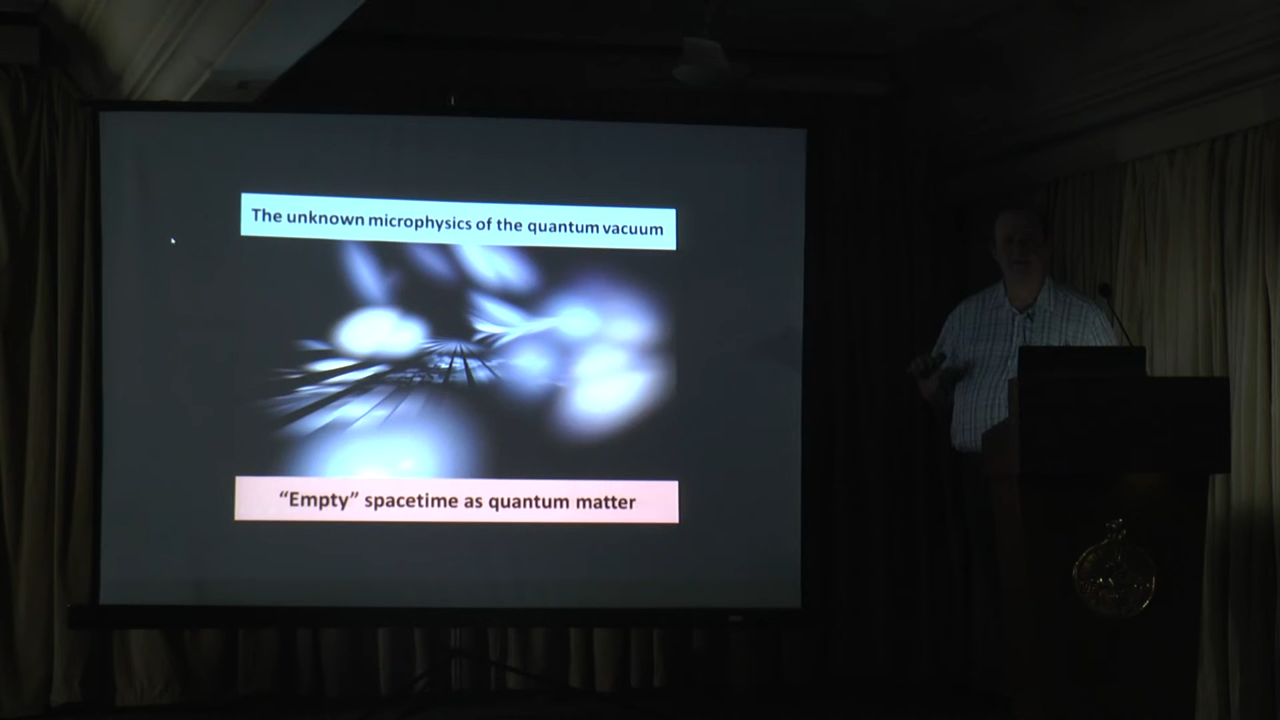 The unknown microphysics of the quantum vacuum
“Empty” spacetime as quantum matter